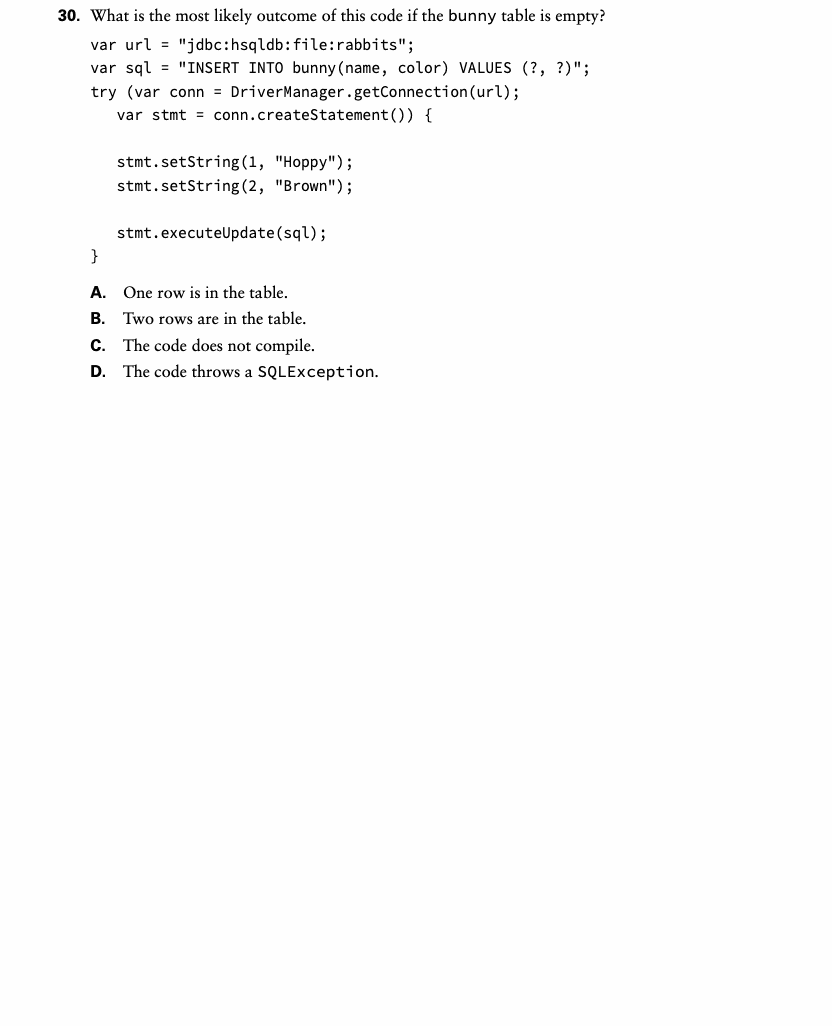 30. What is the most likely outcome of this code if the bunny table is empty?
var url = "jdbc:hsqldb:file:rabbits";
var sql = "INSERT INTO bunny(name, color) VALUES (?, ?)";
try (var conn = DriverManager.getConnection(url);
   var stmt = conn.createStatement()) {
   stmt.setString(1, "Hoppy");
   stmt.setString(2, "Brown");
   stmt.executeUpdate(sql);
}
A. One row is in the table.
B. Two rows are in the table.
C. The code does not compile.
D. The code throws a SQLException.